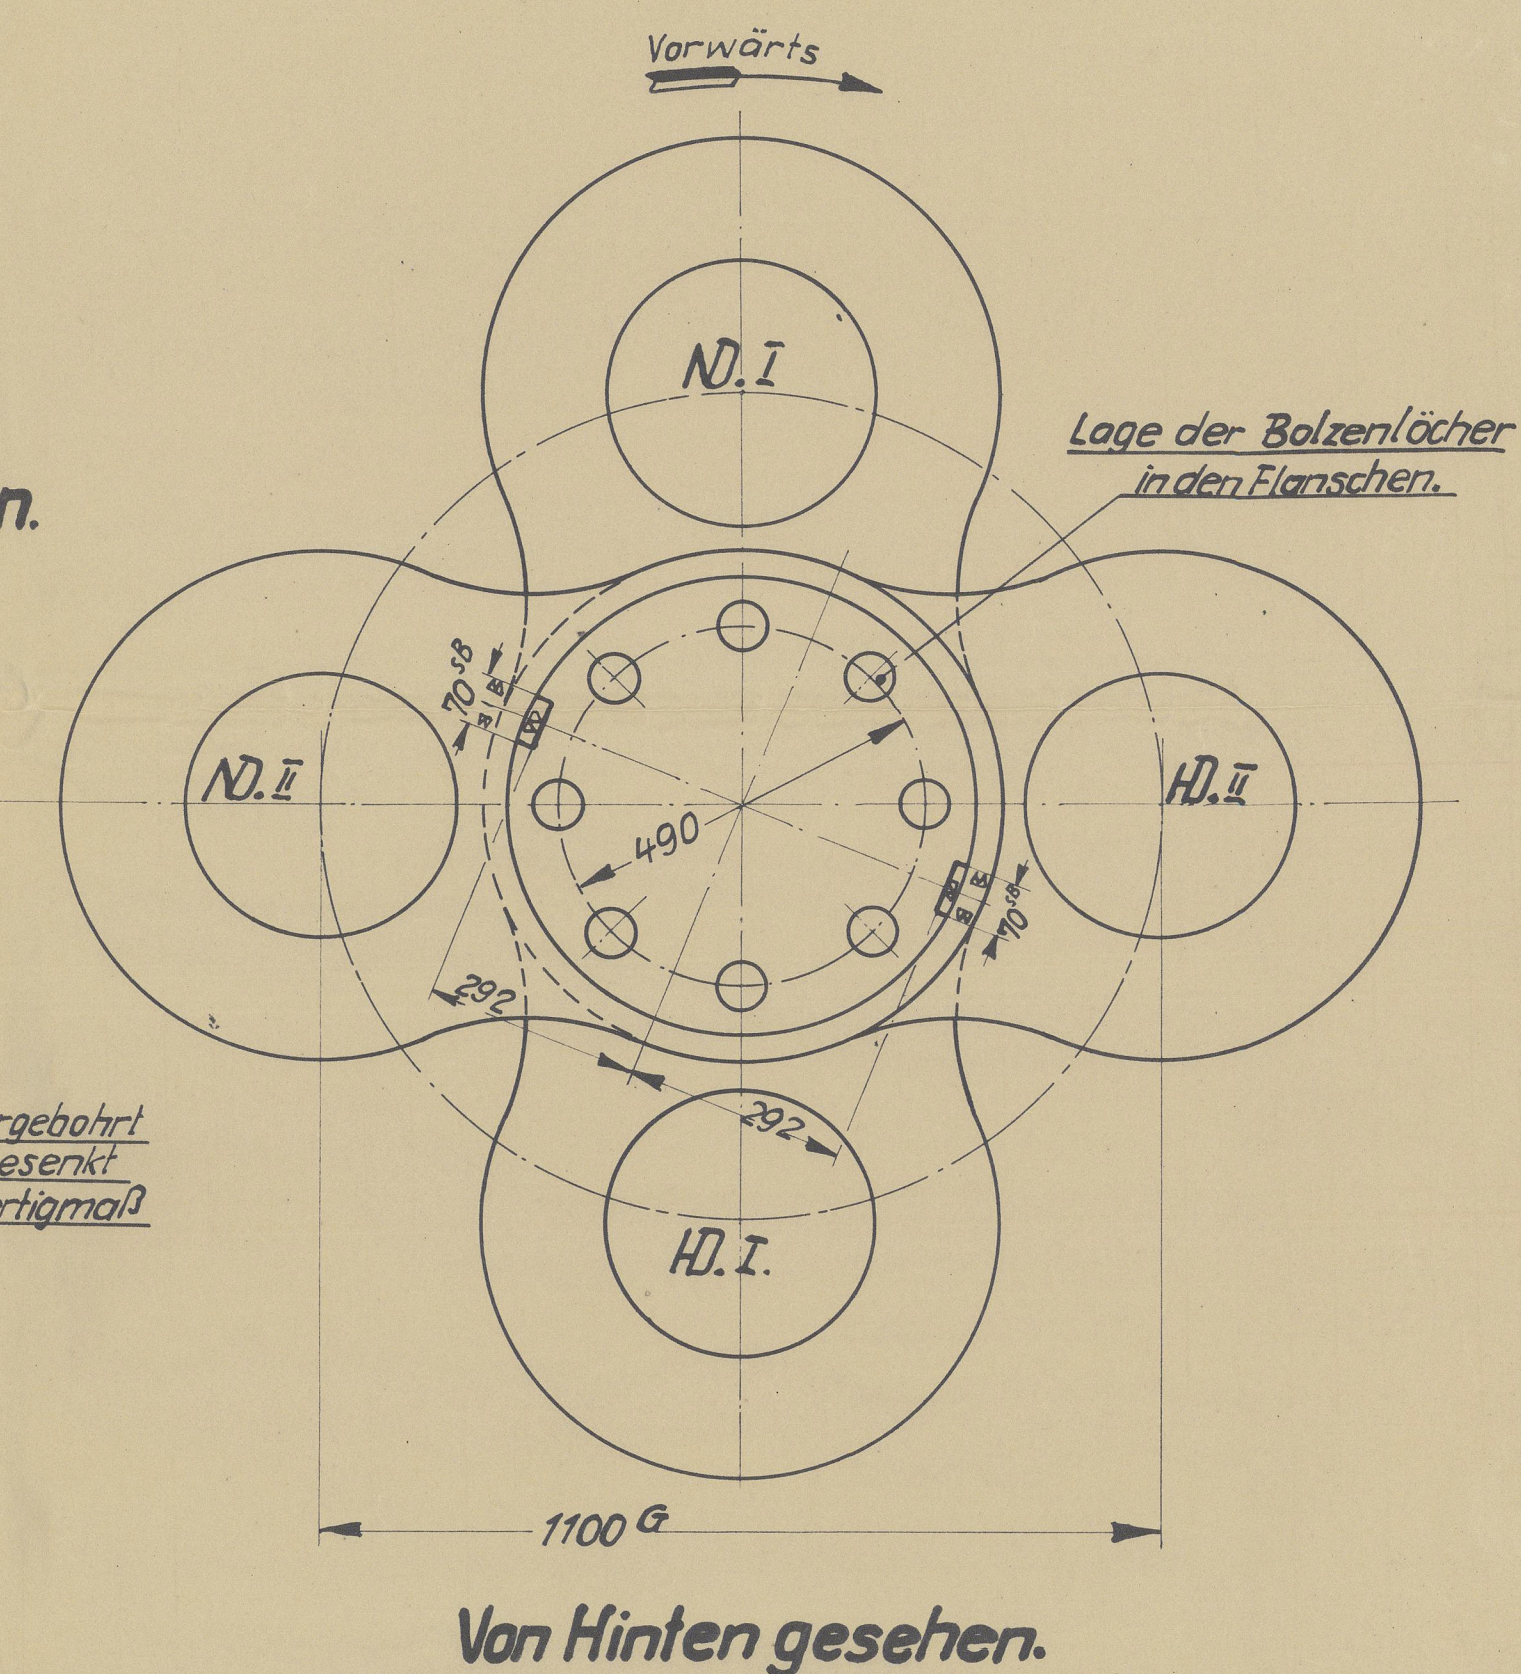 Vorwärts
ND. I
Lage der Bolzenlöcher
in den Flanschen.
n.
70 sB
ND. II
HD. II
490
70 sB
292
292
rgebohrt
esenkt
rtigmaß
HD. I.
1100 G
Von Hinten gesehen.